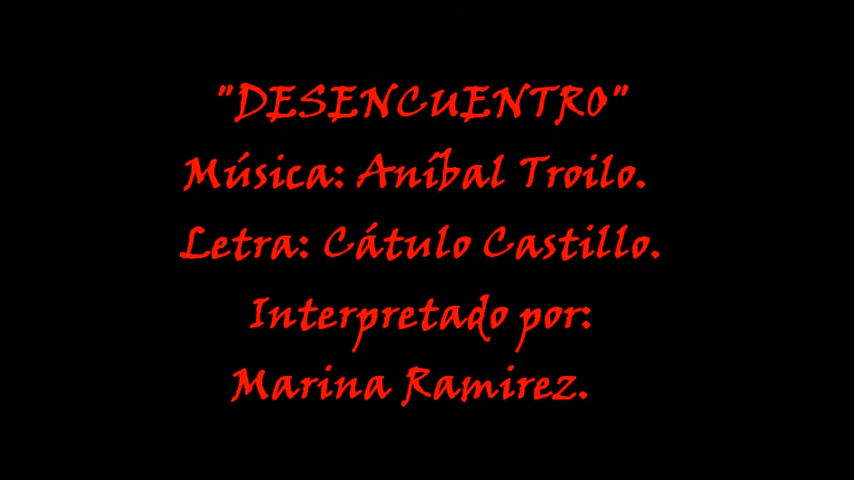 "DESENCUENTRO"
Música: Aníbal Troilo.
Letra: Cátulo Castillo.
Interpretado por:
Marina Ramirez.